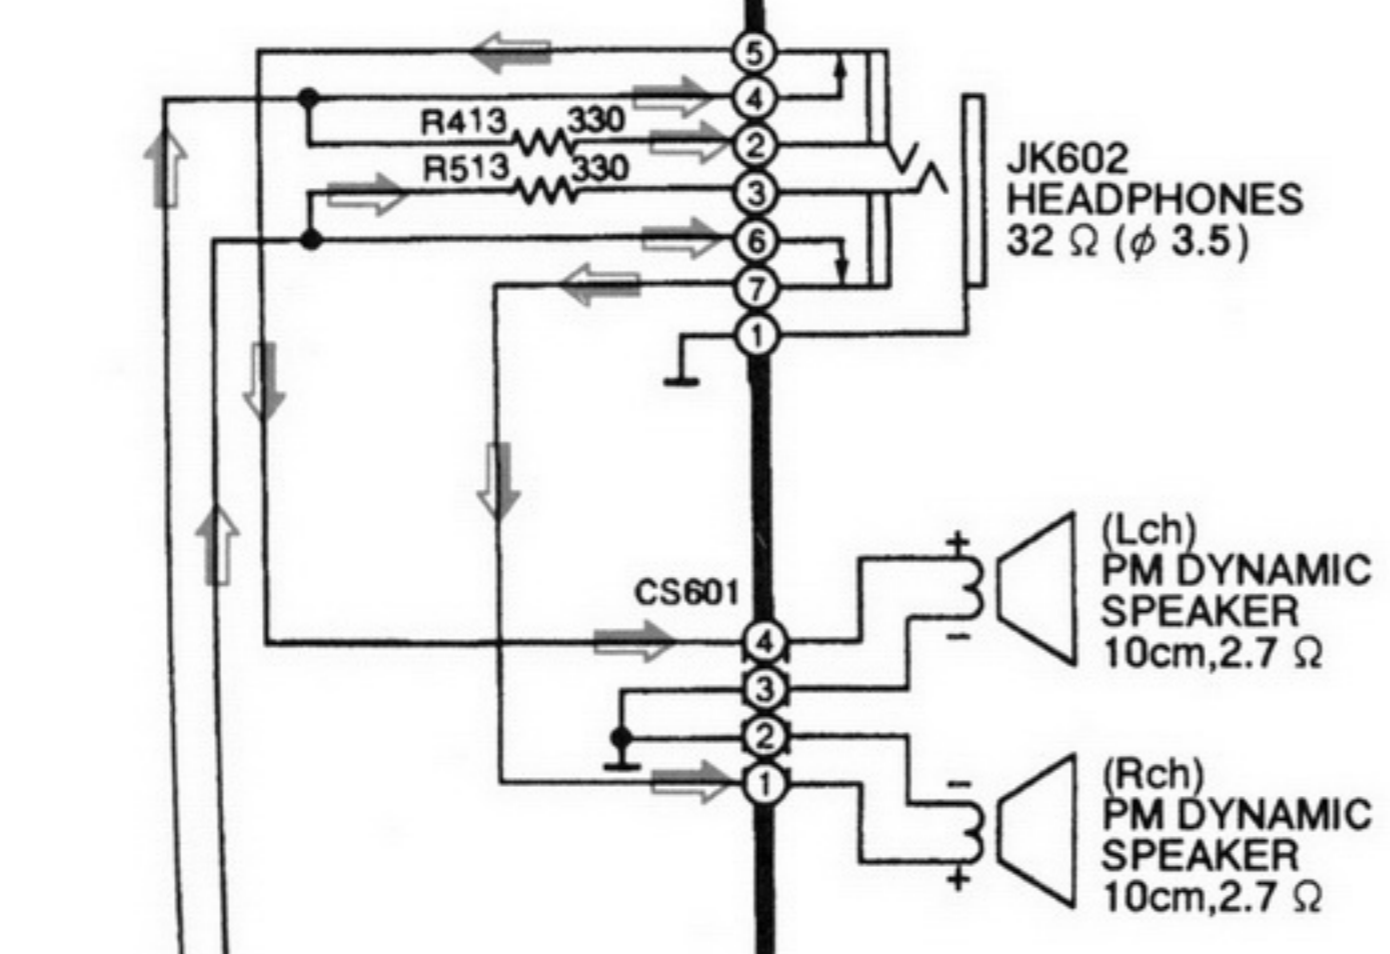 5
4
R413 330
2
R513 330
3
6
7
1
JK602
HEADPHONES
32 Ω (ϕ 3.5)
CS601
4
3
2
1
+
(Lch)
PM DYNAMIC
SPEAKER
10cm,2.7 Ω
−
−
(Rch)
PM DYNAMIC
SPEAKER
10cm,2.7 Ω
+